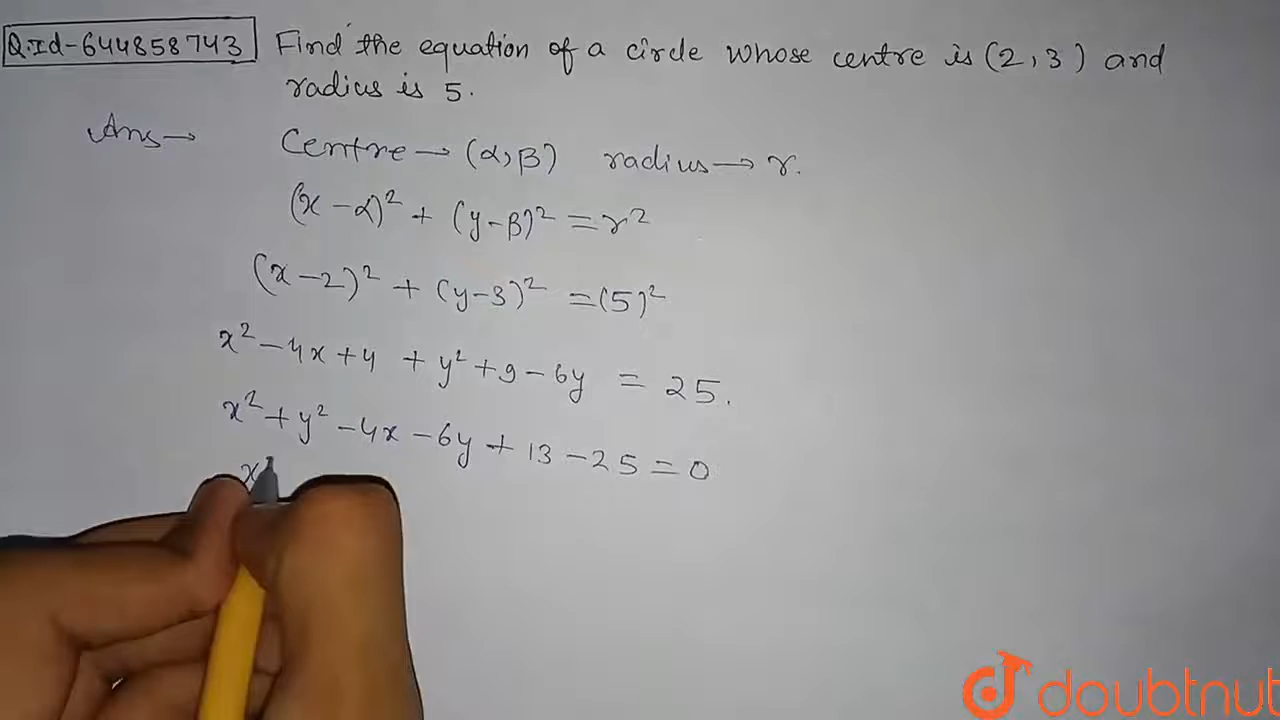 Q.Id-644858743 Find the equation of a circle whose centre is (2,3) and
radius is 5.
Ans→ Centre→(α,β) radius→r.
(x-α)²+(y-β)²=r²
(x-2)²+(y-3)²=(5)²
x²-4x+4+y²+9-6y=25.
x²+y²-4x-6y+13-25=0
x
doubtnut